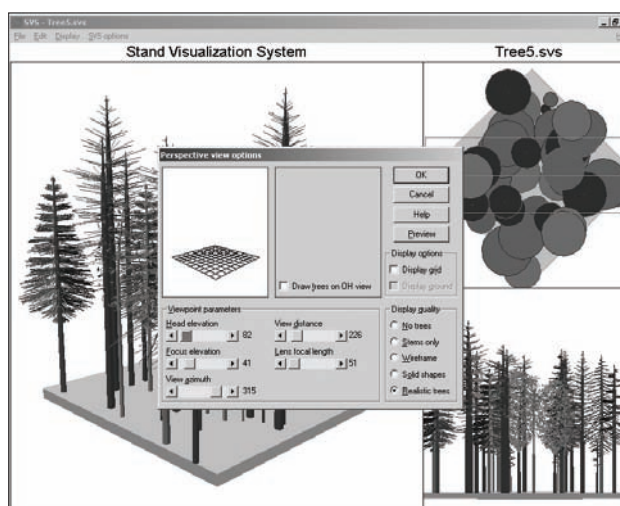 SVS - Tree5.svs
File Edit Display SVS options
Stand Visualization System
Tree5.svs
Perspective view options
OK
Cancel
Help
Preview
Draw trees on OH view
Display options
Display grid
Display ground
Viewpoint parameters
Head elevation
82
View distance
226
Focus elevation
41
Lens focal length
51
View azimuth
315
Display quality
No trees
Stems only
Wireframe
Solid shapes
Realistic trees